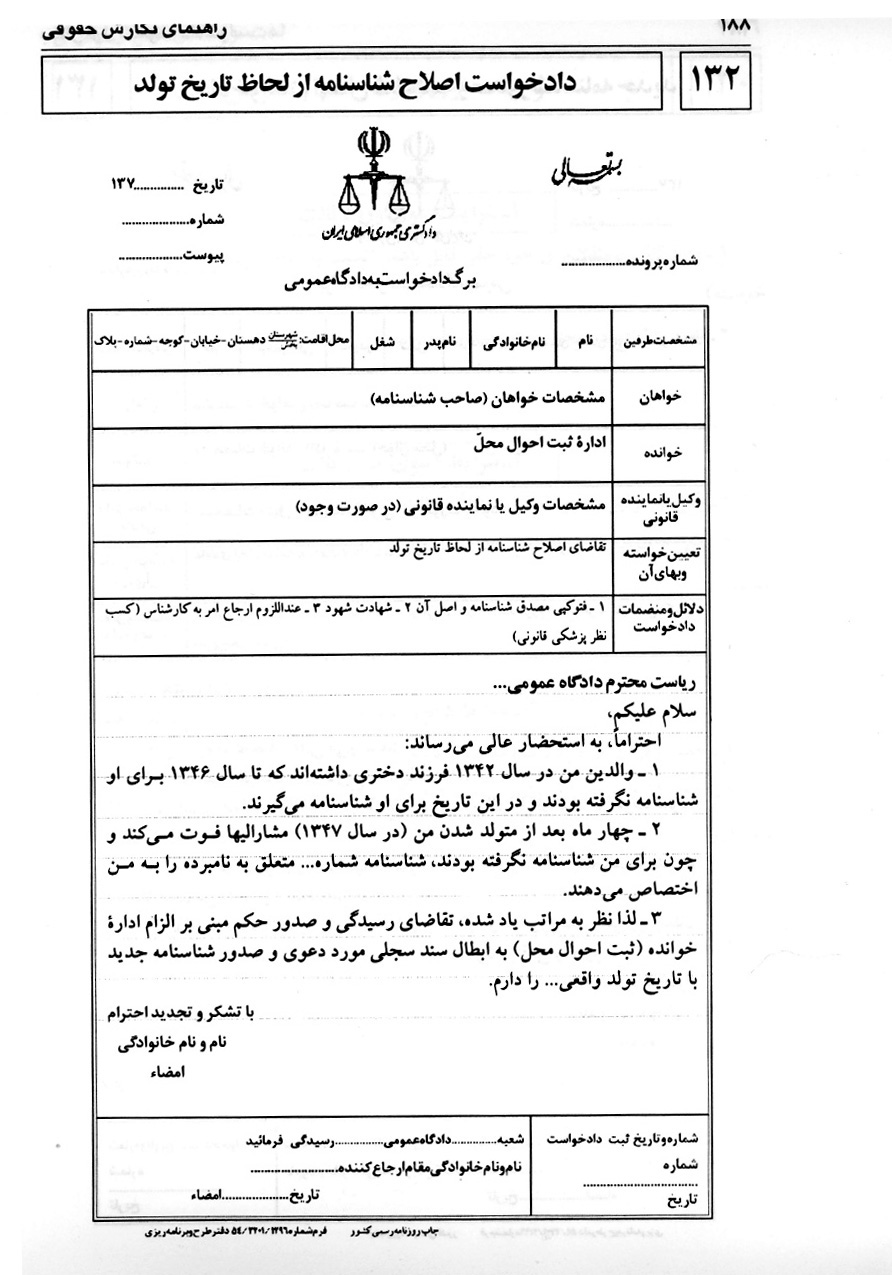 ۱۸۸
راهنمای نگارش حقوقی
۱۳۲
دادخواست اصلاح شناسنامه از لحاظ تاریخ تولد
بسمه تعالی
تاریخ ..............۱۳۷
شماره....................
پیوست....................
دادگستری جمهوری اسلامی ایران
شماره پرونده...................
برگ دادخواست به دادگاه عمومی
مشخصات طرفین
نام
نام خانوادگی
نام پدر
شغل
محل اقامت: شهرستان بخش دهستان-خیابان-کوچه-شماره-پلاک
خواهان
مشخصات خواهان (صاحب شناسنامه)
خوانده
ادارۀ ثبت احوال محلّ
وکیل یا نماینده
قانونی
مشخصات وکیل یا نماینده قانونی (در صورت وجود)
تعیین خواسته
وبهای آن
تقاضای اصلاح شناسنامه از لحاظ تاریخ تولد
دلائل ومنضمات
دادخواست
۱ ـ فتوکپی مصدق شناسنامه و اصل آن ۲ ـ شهادت شهود ۳ ـ عنداللزوم ارجاع امر به کارشناس (کسب
نظر پزشکی قانونی)
ریاست محترم دادگاه عمومی...
سلام علیکم،
احتراماً، به استحضار عالی می‌رساند:
۱ ـ والدین من در سال ۱۳۴۲ فرزند دختری داشته‌اند که تا سال ۱۳۴۶ برای او
شناسنامه نگرفته بودند و در این تاریخ برای او شناسنامه می‌گیرند.
۲ ـ چهار ماه بعد از متولد شدن من (در سال ۱۳۴۷) مشارالیها فوت می‌کند و
چون برای من شناسنامه نگرفته بودند، شناسنامه شماره... متعلق به نامبرده را به من
اختصاص می‌دهند.
۳ ـ لذا نظر به مراتب یاد شده، تقاضای رسیدگی و صدور حکم مبنی بر الزام ادارۀ
خوانده (ثبت احوال محل) به ابطال سند سجلی مورد دعوی و صدور شناسنامه جدید
با تاریخ تولد واقعی... را دارم.
با تشکر و تجدید احترام
نام و نام خانوادگی
امضاء
شماره وتاریخ ثبت دادخواست
شماره
..............................
تاریخ
شعبه..............دادگاه عمومی...............رسیدگی فرمائید
نام ونام خانوادگی مقام ارجاع کننده..........................
تاریخ....................امضاء
چاپ روزنامه رسمی کشور
فرم شماره ۵۴/۳۲۰۱/۱۲۹۶ دفتر طرح وبرنامه ریزی